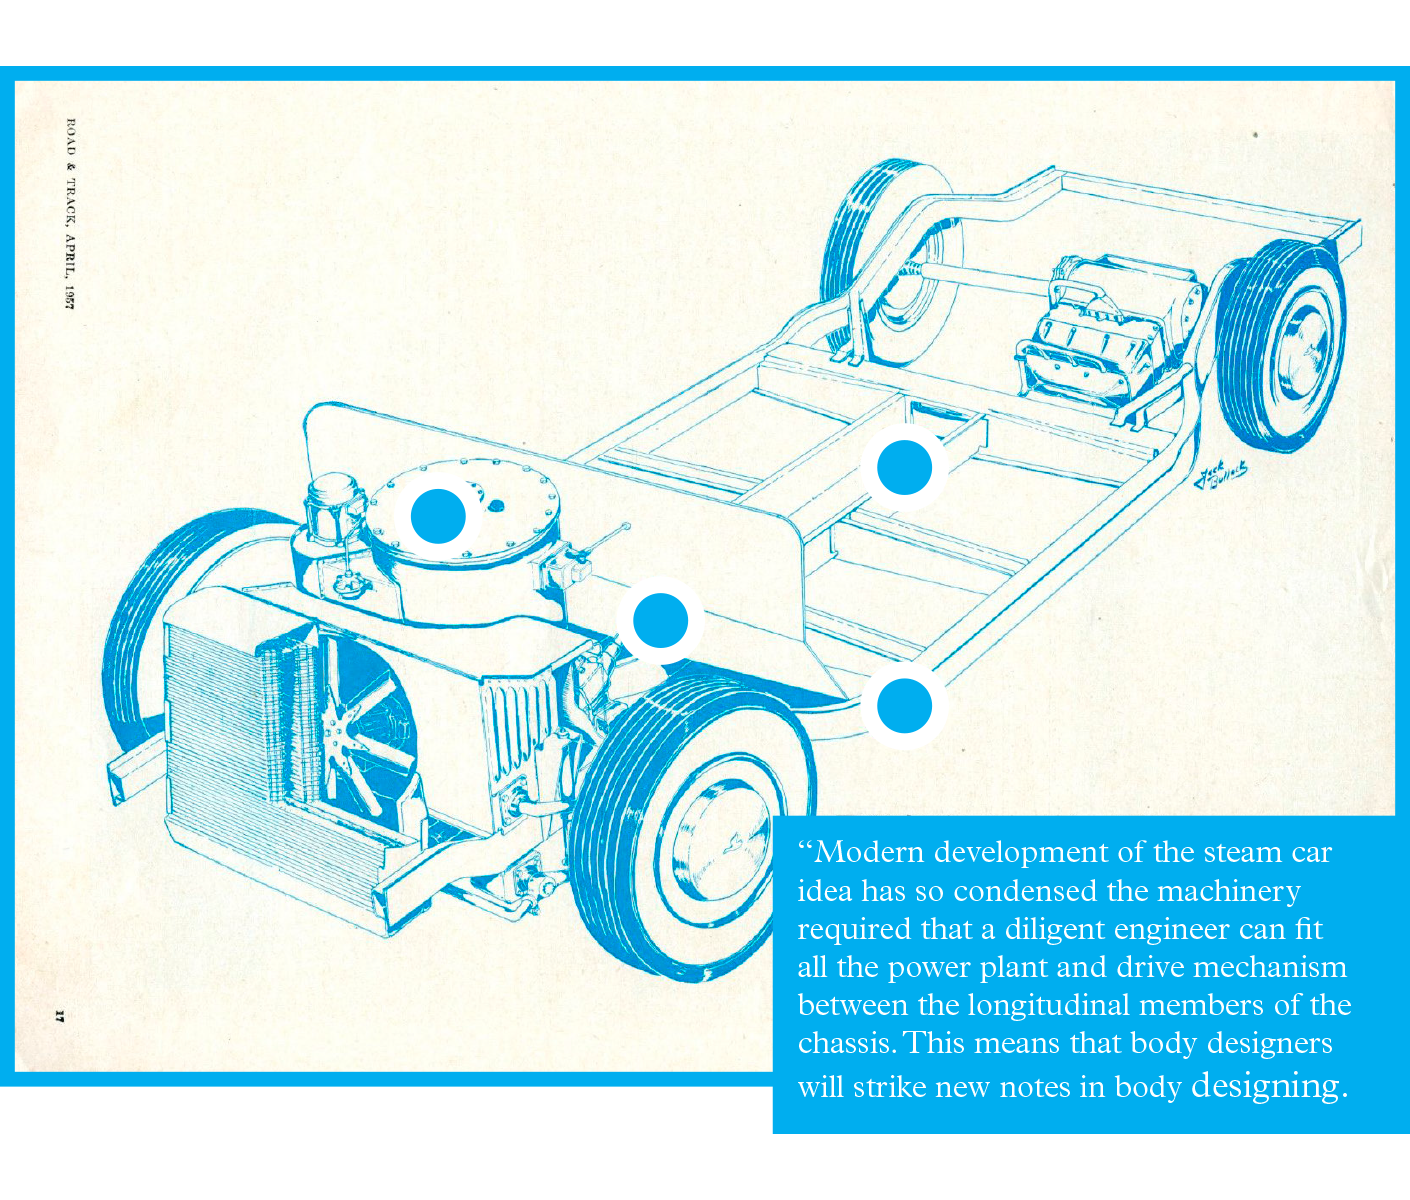 ROAD & TRACK, APRIL, 1957
Jack
Bullock
17
“Modern development of the steam car
idea has so condensed the machinery
required that a diligent engineer can fit
all the power plant and drive mechanism
between the longitudinal members of the
chassis. This means that body designers
will strike new notes in body designing.